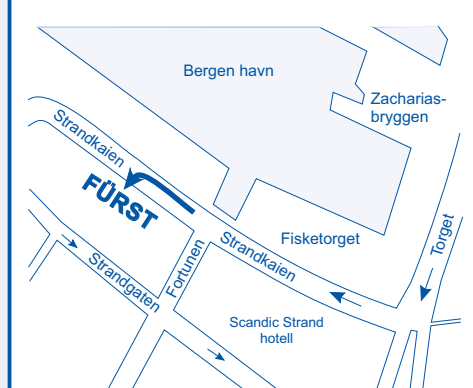 Bergen havn
Zacharias-
bryggen
Strandkaien
FÜRST
Torget
Fisketorget
Strandkaien
Fortunen
Strandgaten
Scandic Strand
hotell